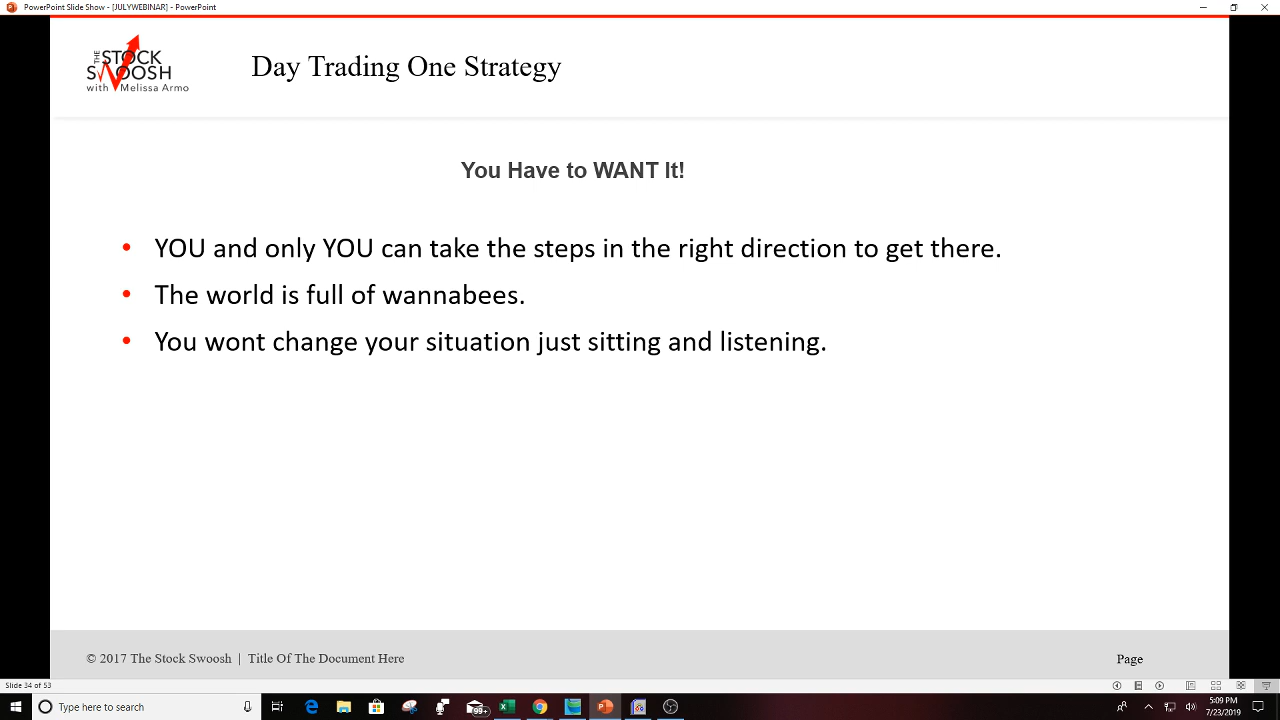 PowerPoint Slide Show - [JULYWEBINAR] - PowerPoint
THE
STOCK
SWOOSH
with Melissa Armo
Day Trading One Strategy
You Have to WANT It!
• YOU and only YOU can take the steps in the right direction to get there.
• The world is full of wannabees.
• You wont change your situation just sitting and listening.
© 2017 The Stock Swoosh | Title Of The Document Here
Page
Slide 34 of 53
Type here to search
99+
5:09 PM
7/23/2019